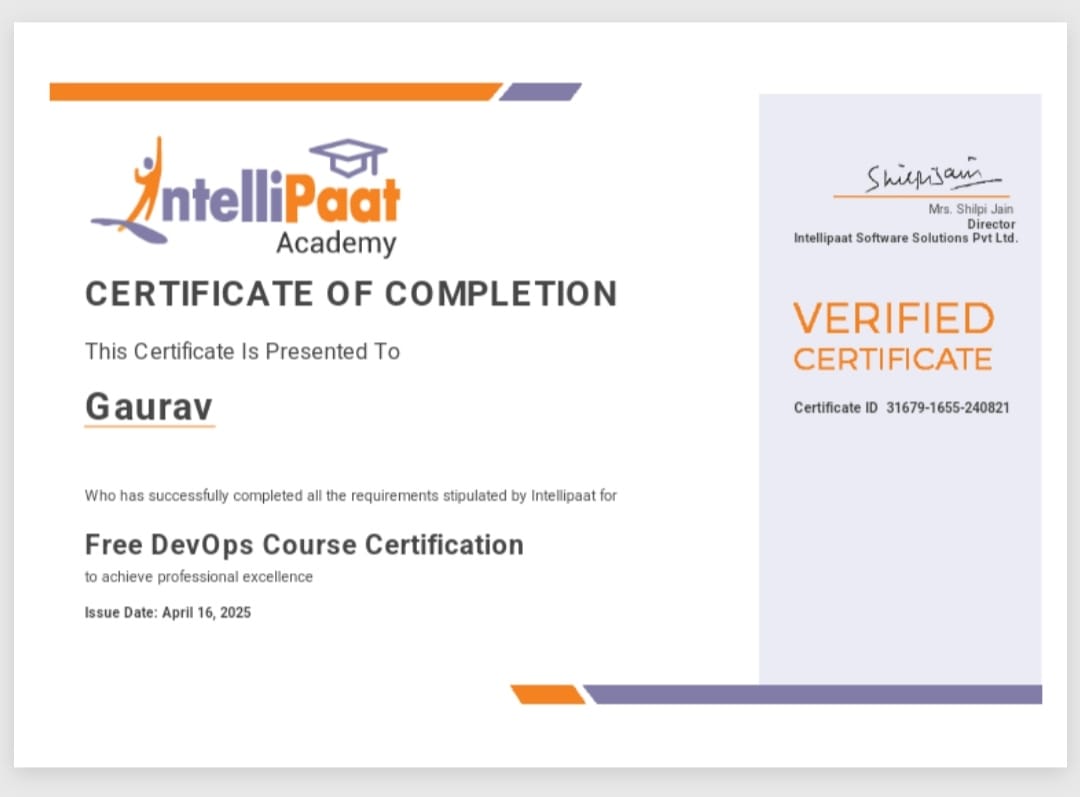 IntelliPaat
Academy
CERTIFICATE OF COMPLETION
This Certificate Is Presented To
Gaurav
Who has successfully completed all the requirements stipulated by Intellipaat for
Free DevOps Course Certification
to achieve professional excellence
Issue Date: April 16, 2025
Shilpi Jain
Mrs. Shilpi Jain
Director
Intellipaat Software Solutions Pvt Ltd.
VERIFIED
CERTIFICATE
Certificate ID 31679-1655-240821